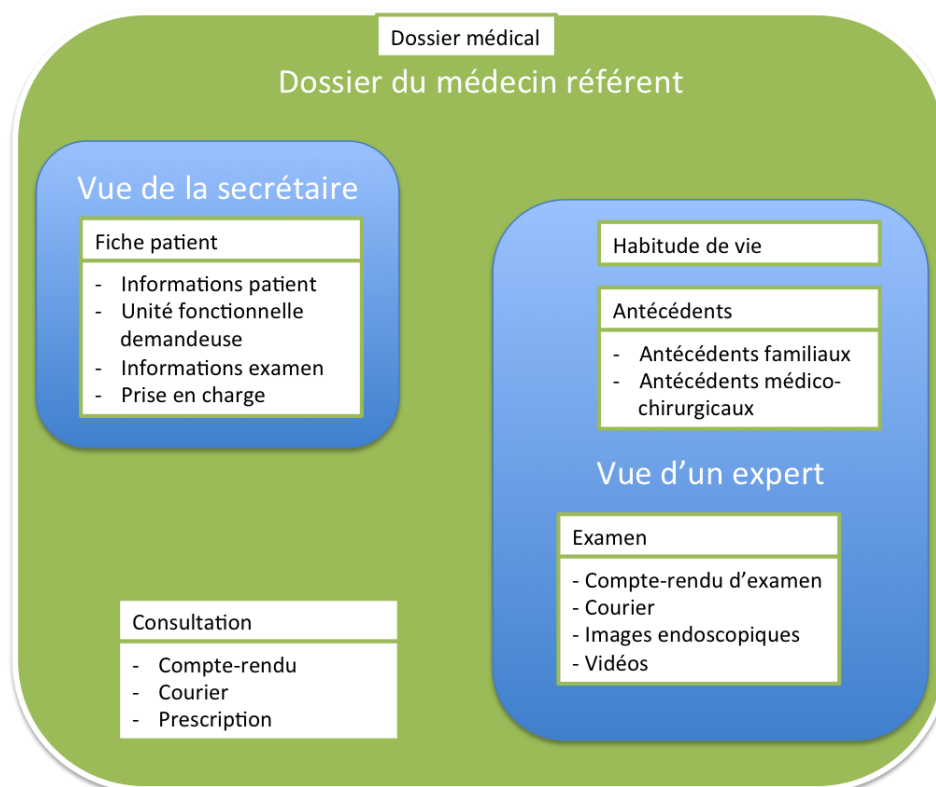 Dossier médical
Dossier du médecin référent
Vue de la secrétaire
Fiche patient
- Informations patient
- Unité fonctionnelle
demandeuse
- Informations examen
- Prise en charge
Habitude de vie
Antécédents
- Antécédents familiaux
- Antécédents médico-
chirurgicaux
Vue d’un expert
Examen
- Compte-rendu d’examen
- Courier
- Images endoscopiques
- Vidéos
Consultation
- Compte-rendu
- Courier
- Prescription